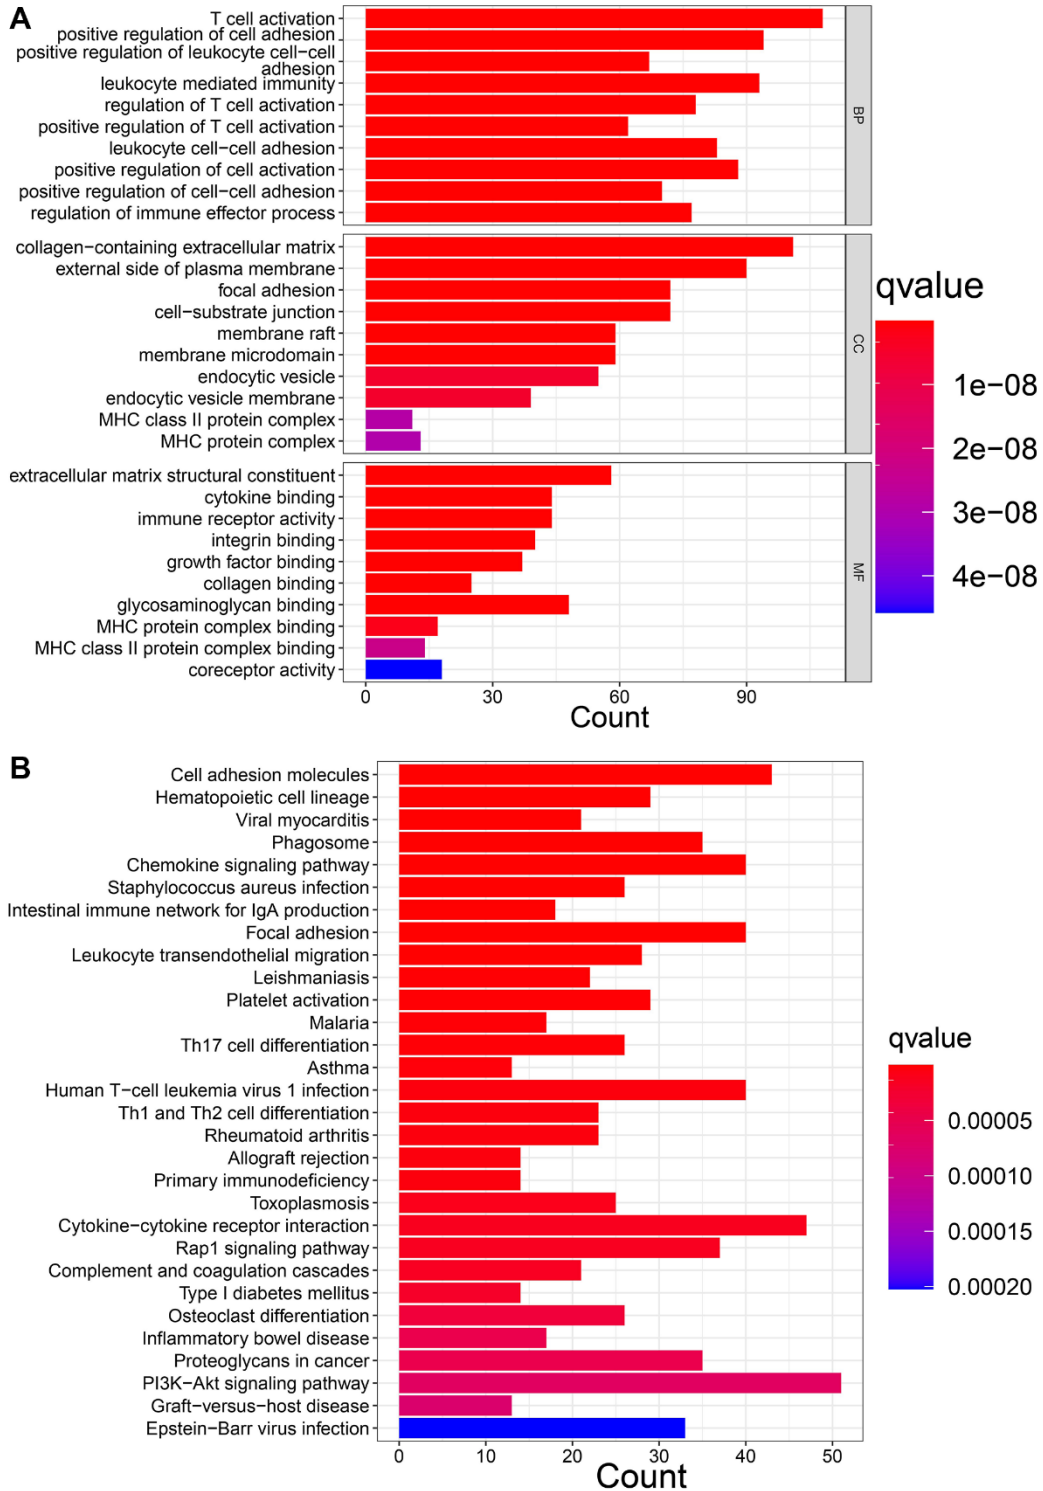 A
T cell activation
positive regulation of cell adhesion
positive regulation of leukocyte cell−cell
adhesion
leukocyte mediated immunity
regulation of T cell activation
positive regulation of T cell activation
leukocyte cell−cell adhesion
positive regulation of cell activation
positive regulation of cell−cell adhesion
regulation of immune effector process
BP
collagen−containing extracellular matrix
external side of plasma membrane
focal adhesion
cell−substrate junction
membrane raft
membrane microdomain
endocytic vesicle
endocytic vesicle membrane
MHC class II protein complex
MHC protein complex
CC
extracellular matrix structural constituent
cytokine binding
immune receptor activity
integrin binding
growth factor binding
collagen binding
glycosaminoglycan binding
MHC protein complex binding
MHC class II protein complex binding
coreceptor activity
MF
0 30 60 90
Count
qvalue
1e−08
2e−08
3e−08
4e−08
B
Cell adhesion molecules
Hematopoietic cell lineage
Viral myocarditis
Phagosome
Chemokine signaling pathway
Staphylococcus aureus infection
Intestinal immune network for IgA production
Focal adhesion
Leukocyte transendothelial migration
Leishmaniasis
Platelet activation
Malaria
Th17 cell differentiation
Asthma
Human T−cell leukemia virus 1 infection
Th1 and Th2 cell differentiation
Rheumatoid arthritis
Allograft rejection
Primary immunodeficiency
Toxoplasmosis
Cytokine−cytokine receptor interaction
Rap1 signaling pathway
Complement and coagulation cascades
Type I diabetes mellitus
Osteoclast differentiation
Inflammatory bowel disease
Proteoglycans in cancer
PI3K−Akt signaling pathway
Graft−versus−host disease
Epstein−Barr virus infection
0 10 20 30 40 50
Count
qvalue
0.00005
0.00010
0.00015
0.00020